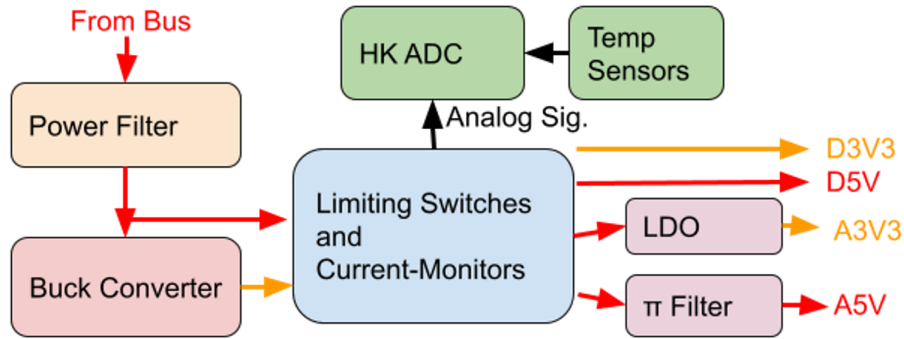 From Bus
HK ADC
Temp
Sensors
Power Filter
Analog Sig.
D3V3
D5V
Limiting Switches
and
Current-Monitors
LDO
A3V3
Buck Converter
π Filter
A5V